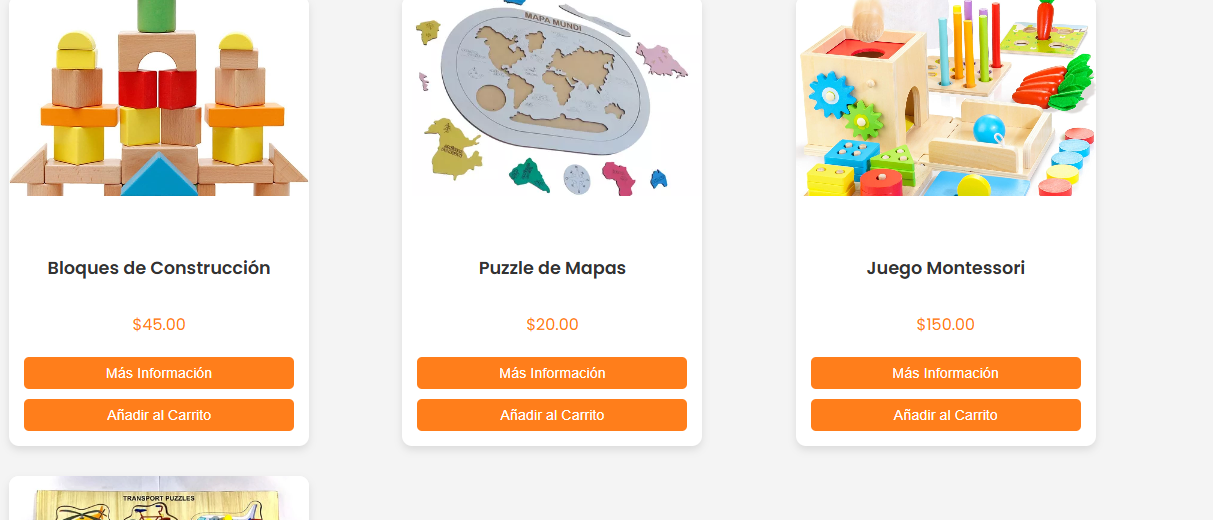 MAPA MUNDI
Bloques de Construcción
Puzzle de Mapas
Juego Montessori
$45.00
$20.00
$150.00
Más Información
Más Información
Más Información
Añadir al Carrito
Añadir al Carrito
Añadir al Carrito
TRANSPORT PUZZLES